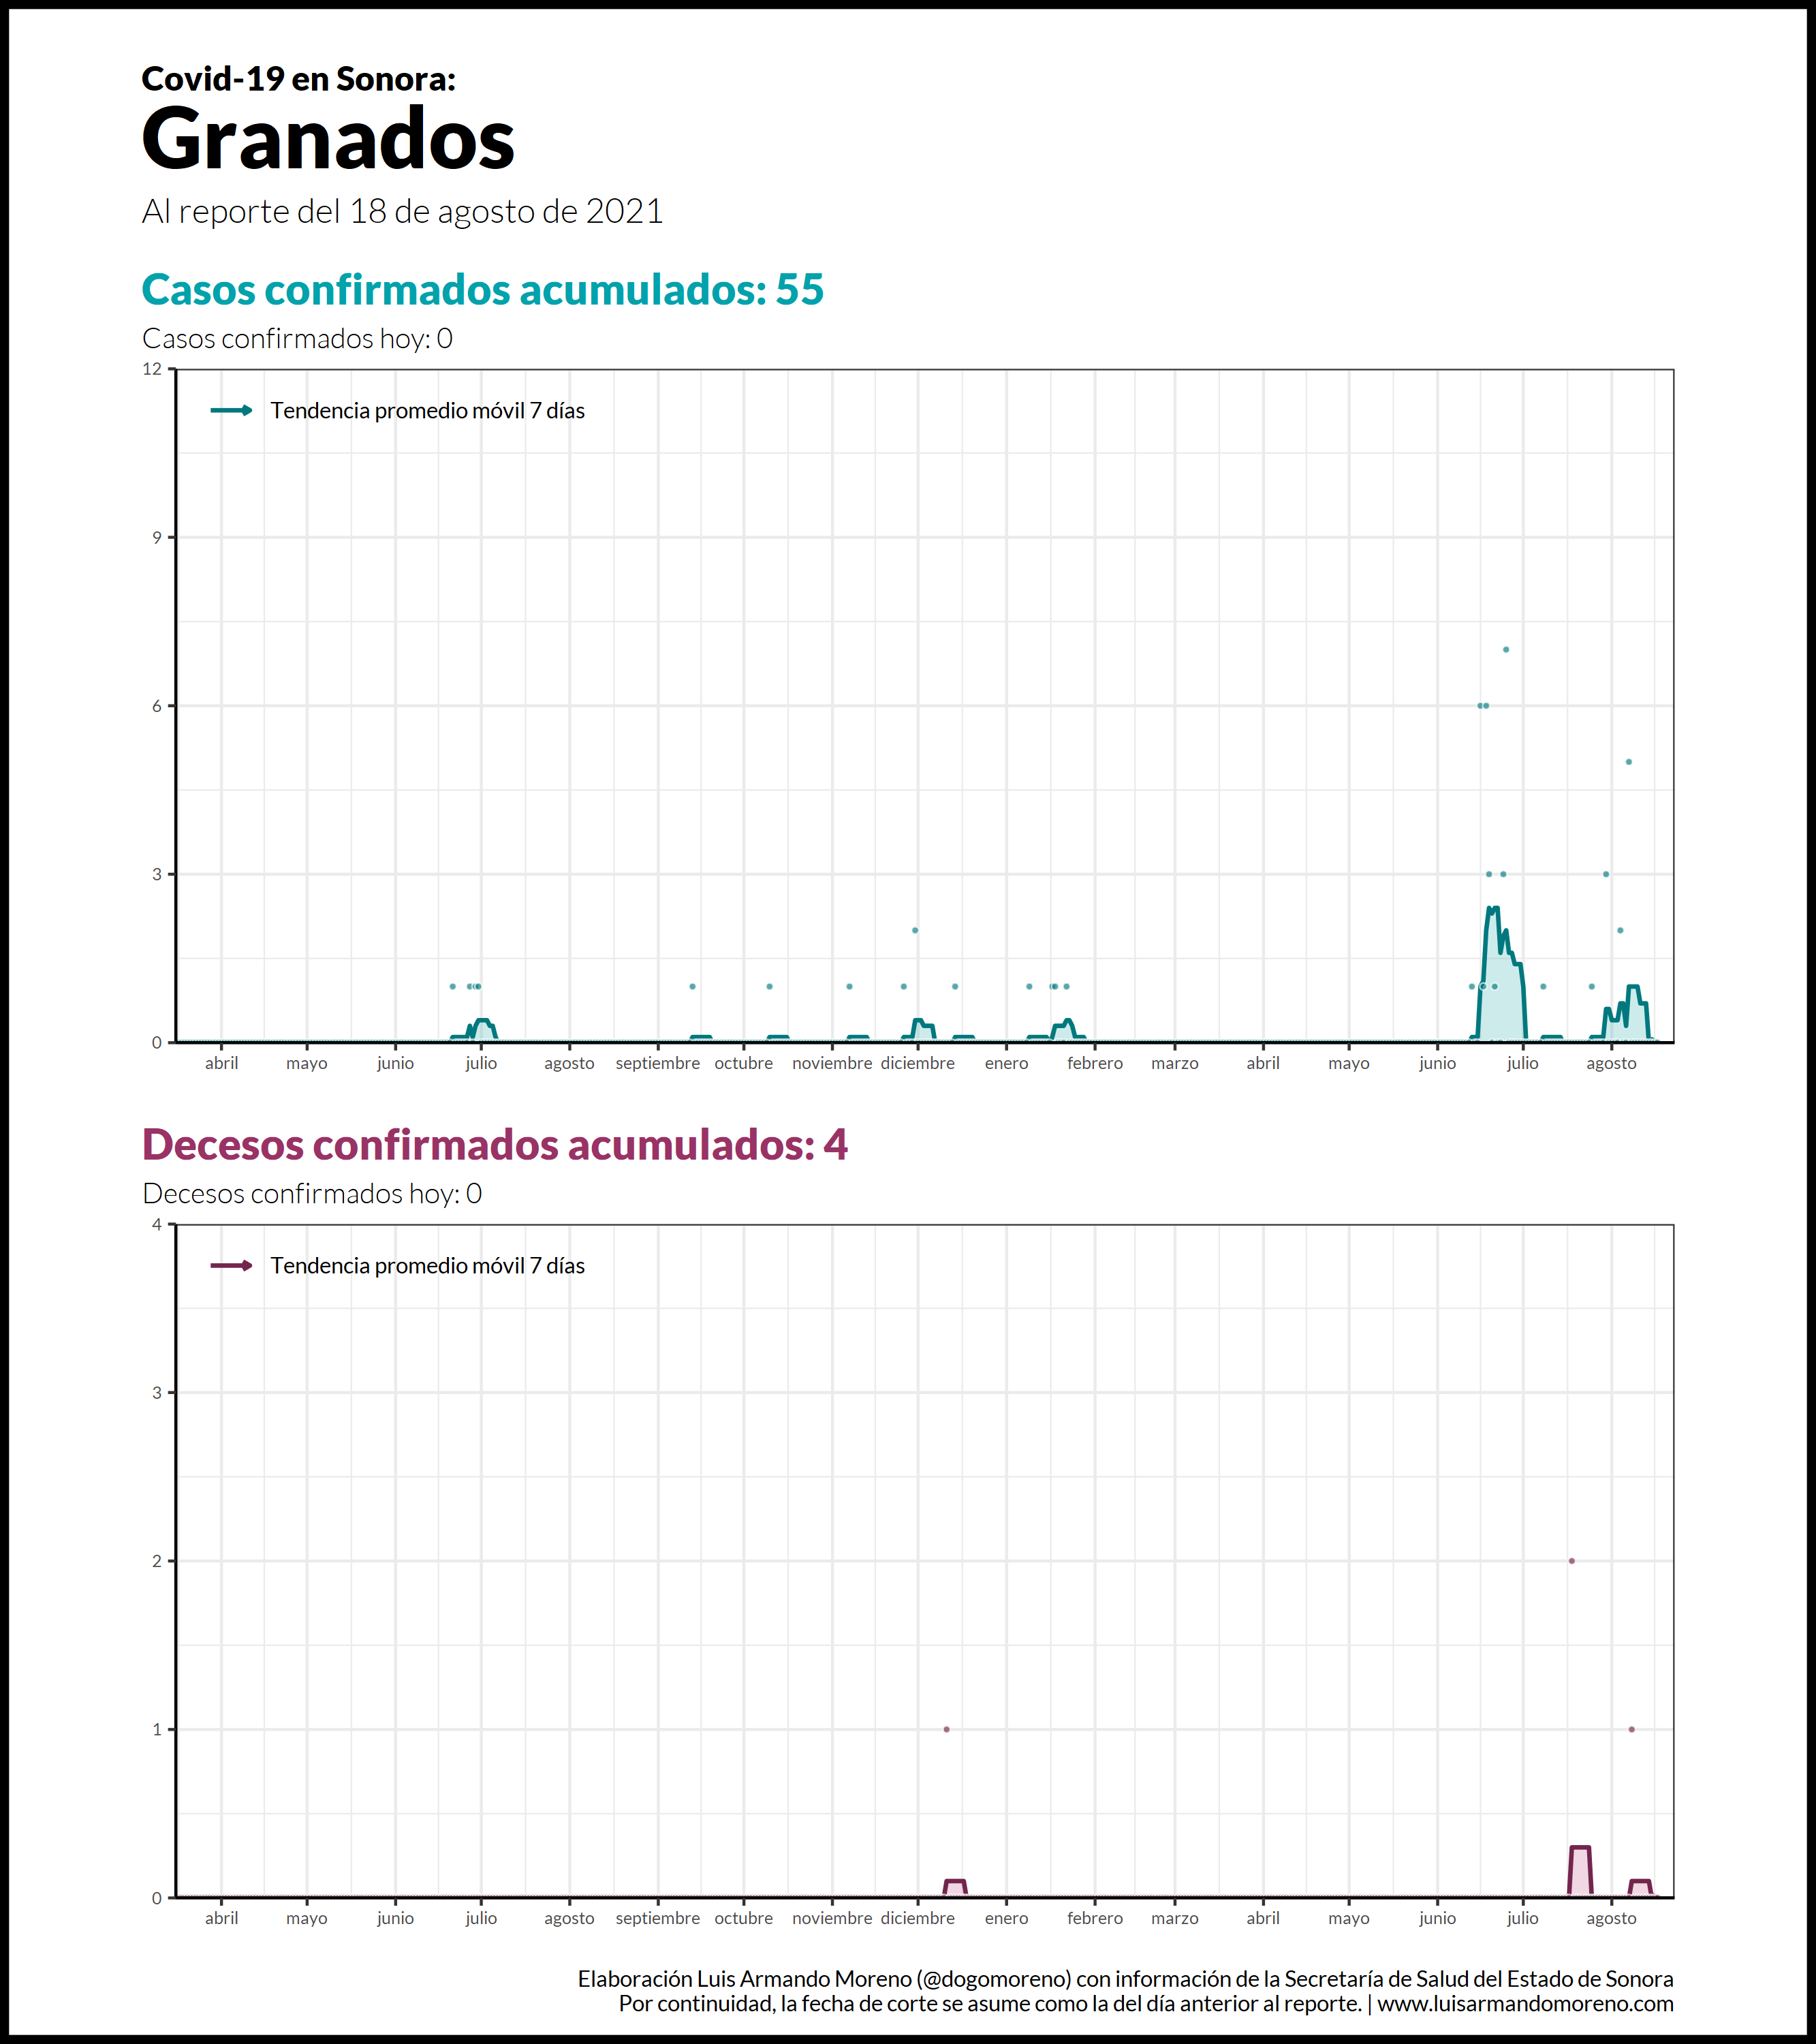 Covid-19 en Sonora:
Granados
Al reporte del 18 de agosto de 2021
Casos confirmados acumulados: 55
Casos confirmados hoy: 0
12
Tendencia promedio móvil 7 días
9
6
3
0
abril mayo junio julio agosto septiembre octubre noviembre diciembre enero febrero marzo abril mayo junio julio agosto
Decesos confirmados acumulados: 4
Decesos confirmados hoy: 0
4
Tendencia promedio móvil 7 días
3
2
1
0
abril mayo junio julio agosto septiembre octubre noviembre diciembre enero febrero marzo abril mayo junio julio agosto
Elaboración Luis Armando Moreno (@dogomoreno) con información de la Secretaría de Salud del Estado de Sonora
Por continuidad, la fecha de corte se asume como la del día anterior al reporte. | www.luisarmandomoreno.com